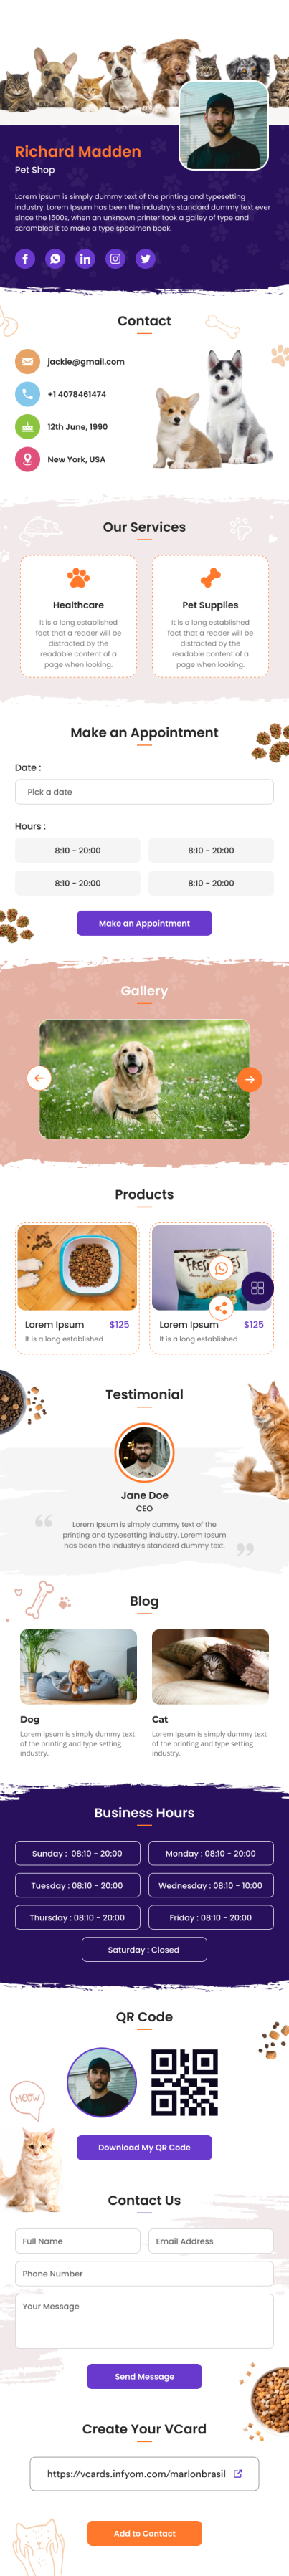 Richard Madden
Pet Shop
Lorem Ipsum is simply dummy text of the printing and typesetting
industry. Lorem Ipsum has been the industry's standard dummy text ever
since the 1500s, when an unknown printer took a galley of type and
scrambled it to make a type specimen book.
Contact
jackie@gmail.com
+1 4078461474
12th June, 1990
New York, USA
Our Services
Healthcare
It is a long established
fact that a reader will be
distracted by the
readable content of a
page when looking.
Pet Supplies
It is a long established
fact that a reader will be
distracted by the
readable content of a
page when looking.
Make an Appointment
Date :
Pick a date
Hours :
8:10 - 20:00
8:10 - 20:00
8:10 - 20:00
8:10 - 20:00
Make an Appointment
Gallery
Products
Lorem Ipsum $125
It is a long established
Lorem Ipsum $125
It is a long established
Testimonial
Jane Doe
CEO
Lorem Ipsum is simply dummy text of the
printing and typesetting industry. Lorem Ipsum
has been the industry's standard dummy text.
Blog
Dog
Lorem Ipsum is simply dummy text
of the printing and type setting
industry.
Cat
Lorem Ipsum is simply dummy text
of the printing and type setting
industry.
Business Hours
Sunday : 08:10 - 20:00
Monday : 08:10 - 20:00
Tuesday : 08:10 - 20:00
Wednesday : 08:10 - 10:00
Thursday : 08:10 - 20:00
Friday : 08:10 - 20:00
Saturday : Closed
QR Code
MEOW
Download My QR Code
Contact Us
Full Name
Email Address
Phone Number
Your Message
Send Message
Create Your VCard
https://vcards.infyom.com/marlonbrasil
Add to Contact